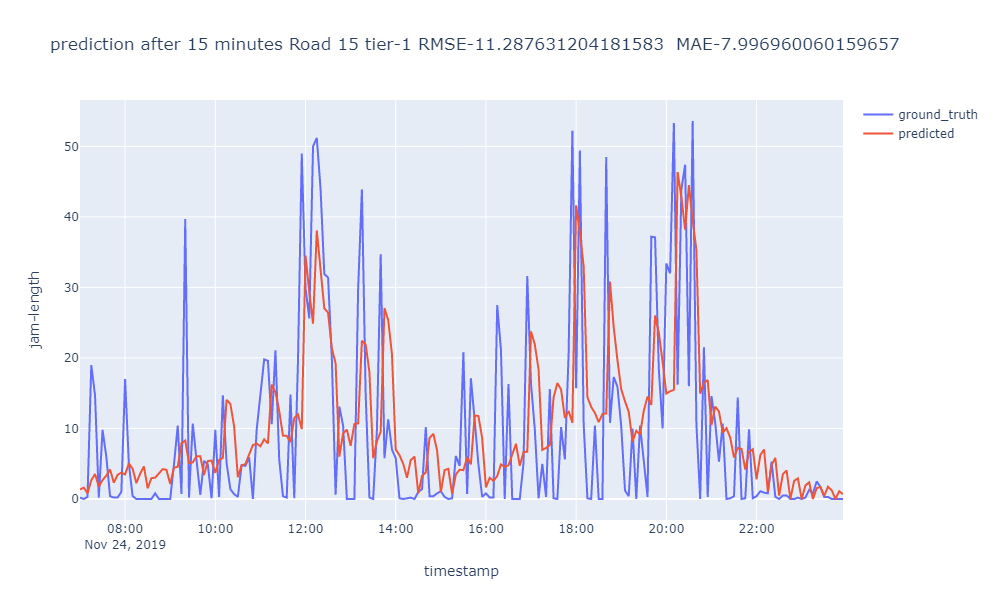 prediction after 15 minutes Road 15 tier-1 RMSE-11.287631204181583  MAE-7.996960060159657
ground_truth
predicted
jam-length
50
40
30
20
10
0
08:00 10:00 12:00 14:00 16:00 18:00 20:00 22:00
Nov 24, 2019
timestamp